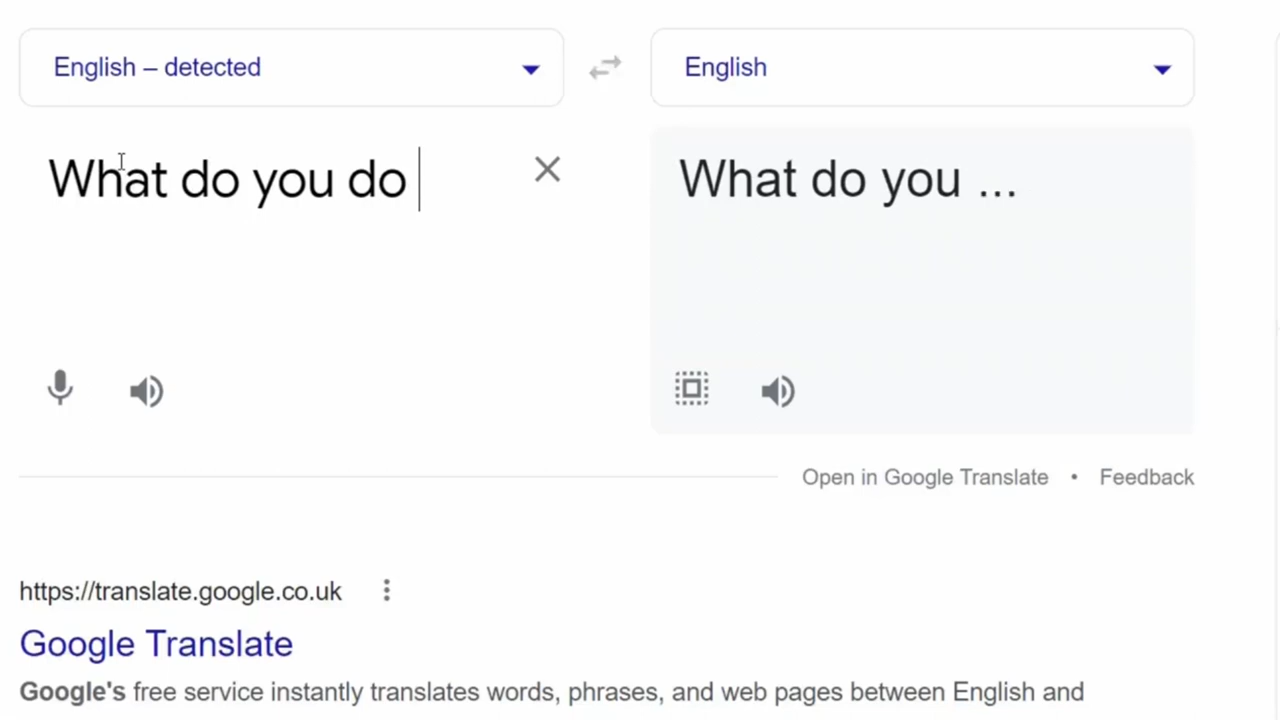 English – detected
English
What do you do
What do you ...
Open in Google Translate • Feedback
https://translate.google.co.uk
Google Translate
Google's free service instantly translates words, phrases, and web pages between English and